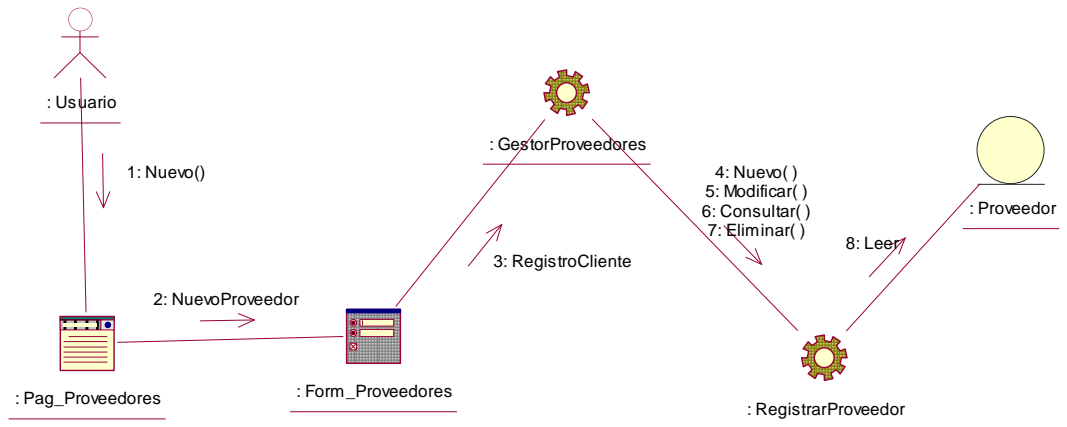 : Usuario
1: Nuevo()
: GestorProveedores
4: Nuevo( )
5: Modificar( )
6: Consultar( )
7: Eliminar( )
: Proveedor
8: Leer
3: RegistroCliente
2: NuevoProveedor
: Pag_Proveedores
: Form_Proveedores
: RegistrarProveedor